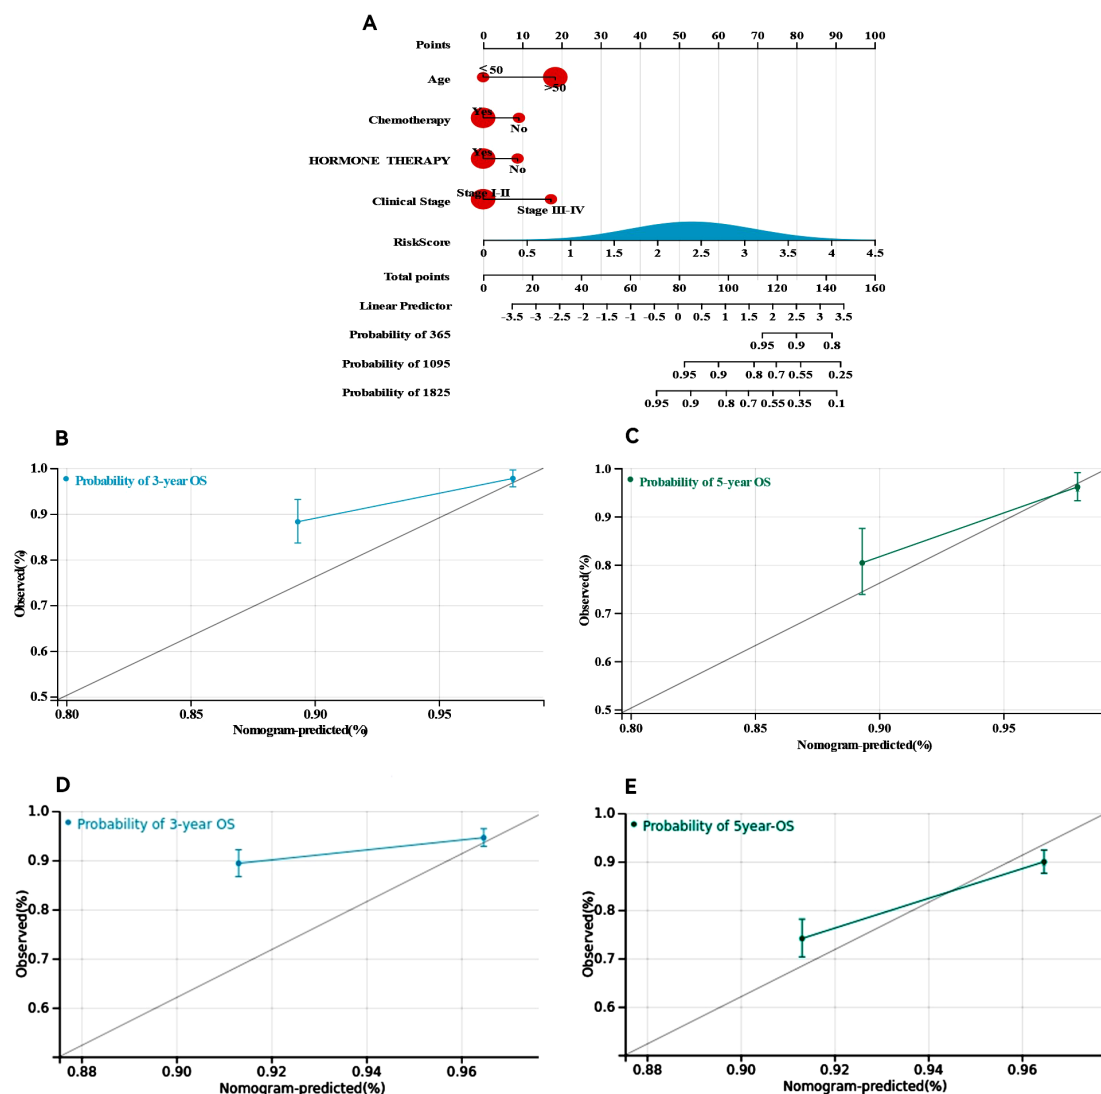 A
Points 0 10 20 30 40 50 60 70 80 90 100
Age < 50 >50
Chemotherapy Yes No
HORMONE THERAPY Yes No
Clinical Stage Stage I-II Stage III-IV
RiskScore
0 0.5 1 1.5 2 2.5 3 3.5 4 4.5
Total points
0 20 40 60 80 100 120 140 160
Linear Predictor
-3.5 -3 -2.5 -2 -1.5 -1 -0.5 0 0.5 1 1.5 2 2.5 3 3.5
Probability of 365
0.95 0.9 0.8
Probability of 1095
0.95 0.9 0.8 0.7 0.55 0.25
Probability of 1825
0.95 0.9 0.8 0.7 0.55 0.35 0.1
B
Probability of 3-year OS
Observed(%)
1.0
0.9
0.8
0.7
0.6
0.5
0.80 0.85 0.90 0.95
Nomogram-predicted(%)
C
Probability of 5-year OS
Observed(%)
1.0
0.9
0.8
0.7
0.6
0.5
0.80 0.85 0.90 0.95
Nomogram-predicted(%)
D
Probability of 3-year OS
Observed(%)
1.0
0.9
0.8
0.7
0.6
0.88 0.90 0.92 0.94 0.96
Nomogram-predicted(%)
E
Probability of 5year-OS
Observed(%)
1.0
0.9
0.8
0.7
0.6
0.88 0.90 0.92 0.94 0.96
Nomogram-predicted(%)